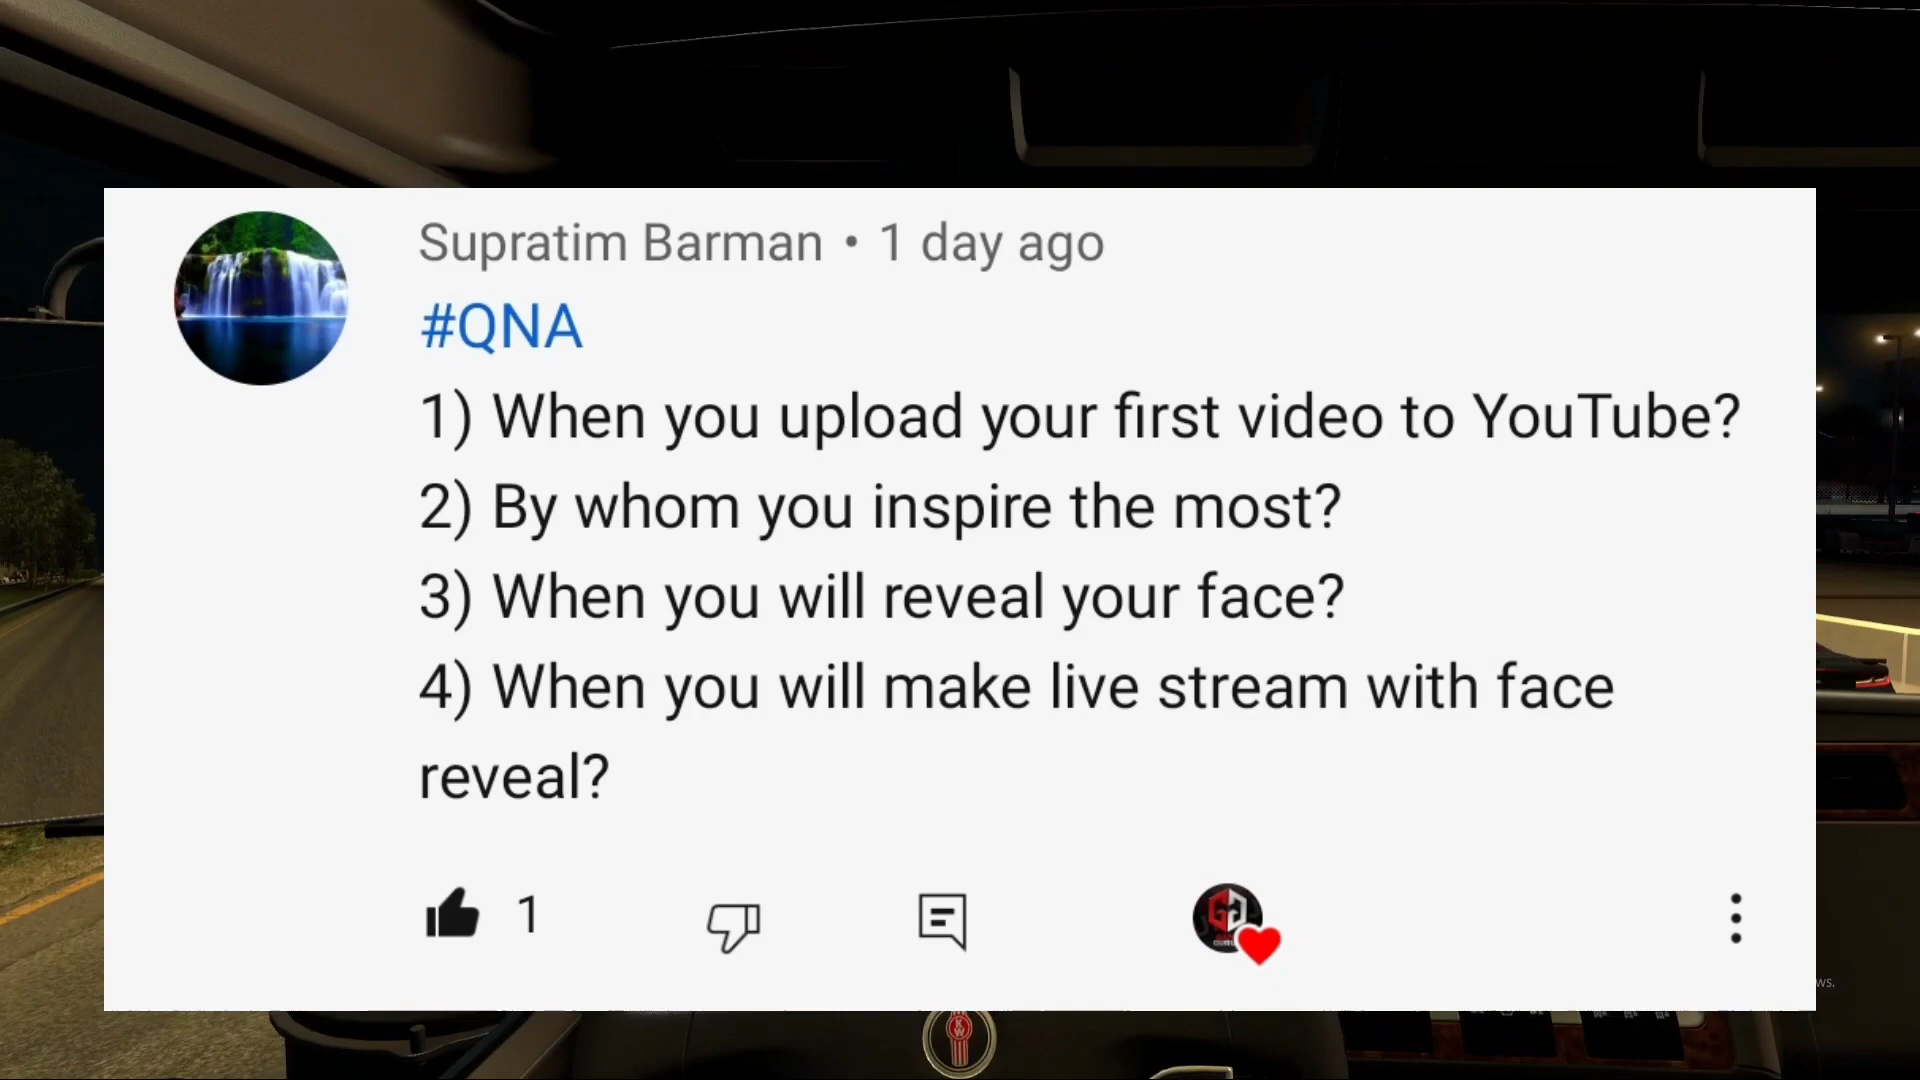 Supratim Barman • 1 day ago
#QNA
1) When you upload your first video to YouTube?
2) By whom you inspire the most?
3) When you will reveal your face?
4) When you will make live stream with face
reveal?
1
ws.
KW